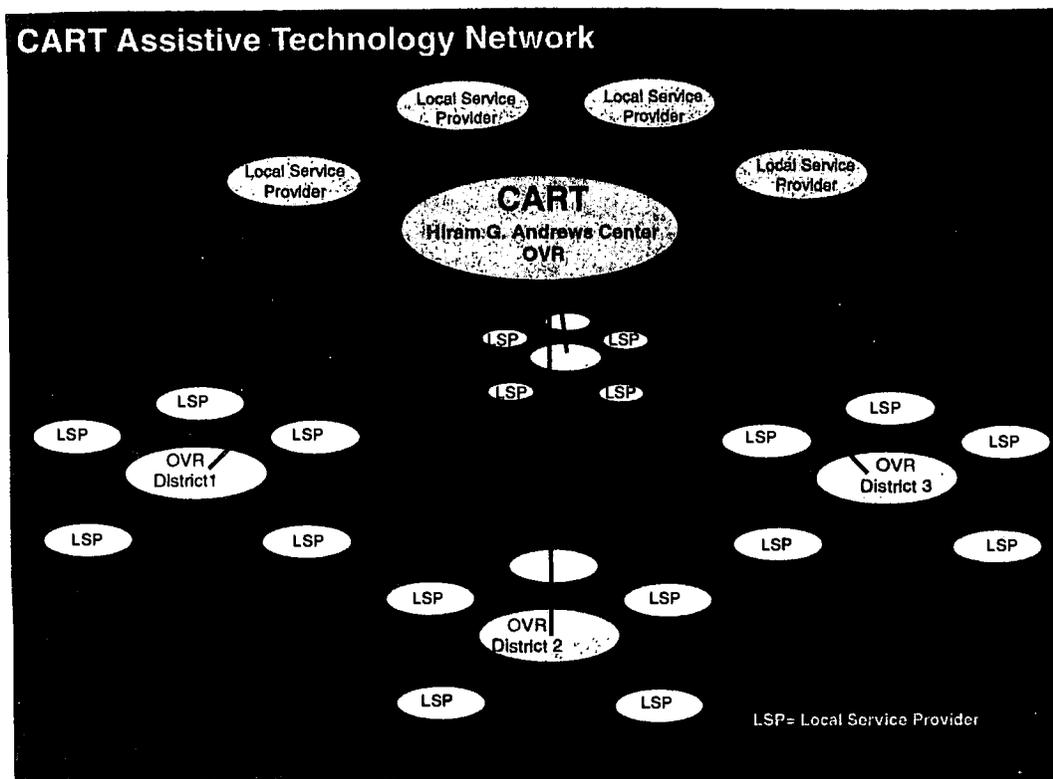 CART Assistive Technology Network
Local Service
Provider
Local Service
Provider
Local Service
Provider
Local Service
Provider
CART
Hiram G. Andrews Center
OVR
LSP
LSP
LSP
LSP
LSP
LSP
LSP
OVR
District 1
LSP
LSP
LSP
LSP
LSP
OVR
District 3
LSP
LSP
LSP
LSP
OVR
District 2
LSP
LSP
LSP= Local Service Provider